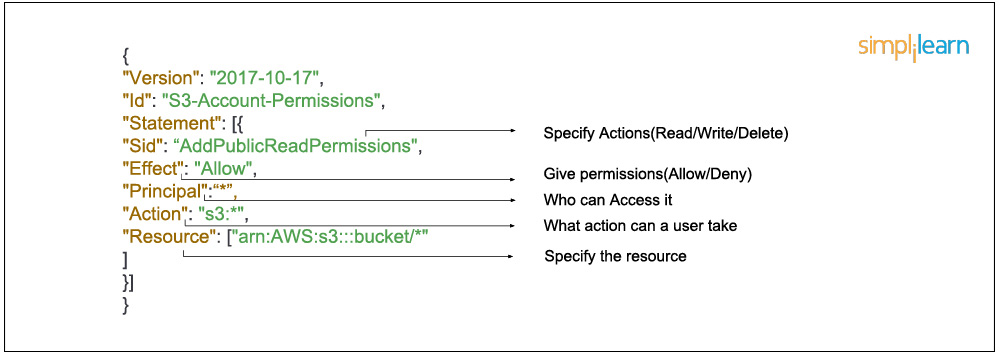 simplilearn
{
"Version": "2017-10-17",
"Id": "S3-Account-Permissions",
"Statement": [{
Specify Actions(Read/Write/Delete)
"Sid": “AddPublicReadPermissions",
"Effect": "Allow",
Give permissions(Allow/Deny)
"Principal":“*”,
Who can Access it
"Action": "s3:*",
What action can a user take
"Resource": ["arn:AWS:s3:::bucket/*"
Specify the resource
]
}]
}